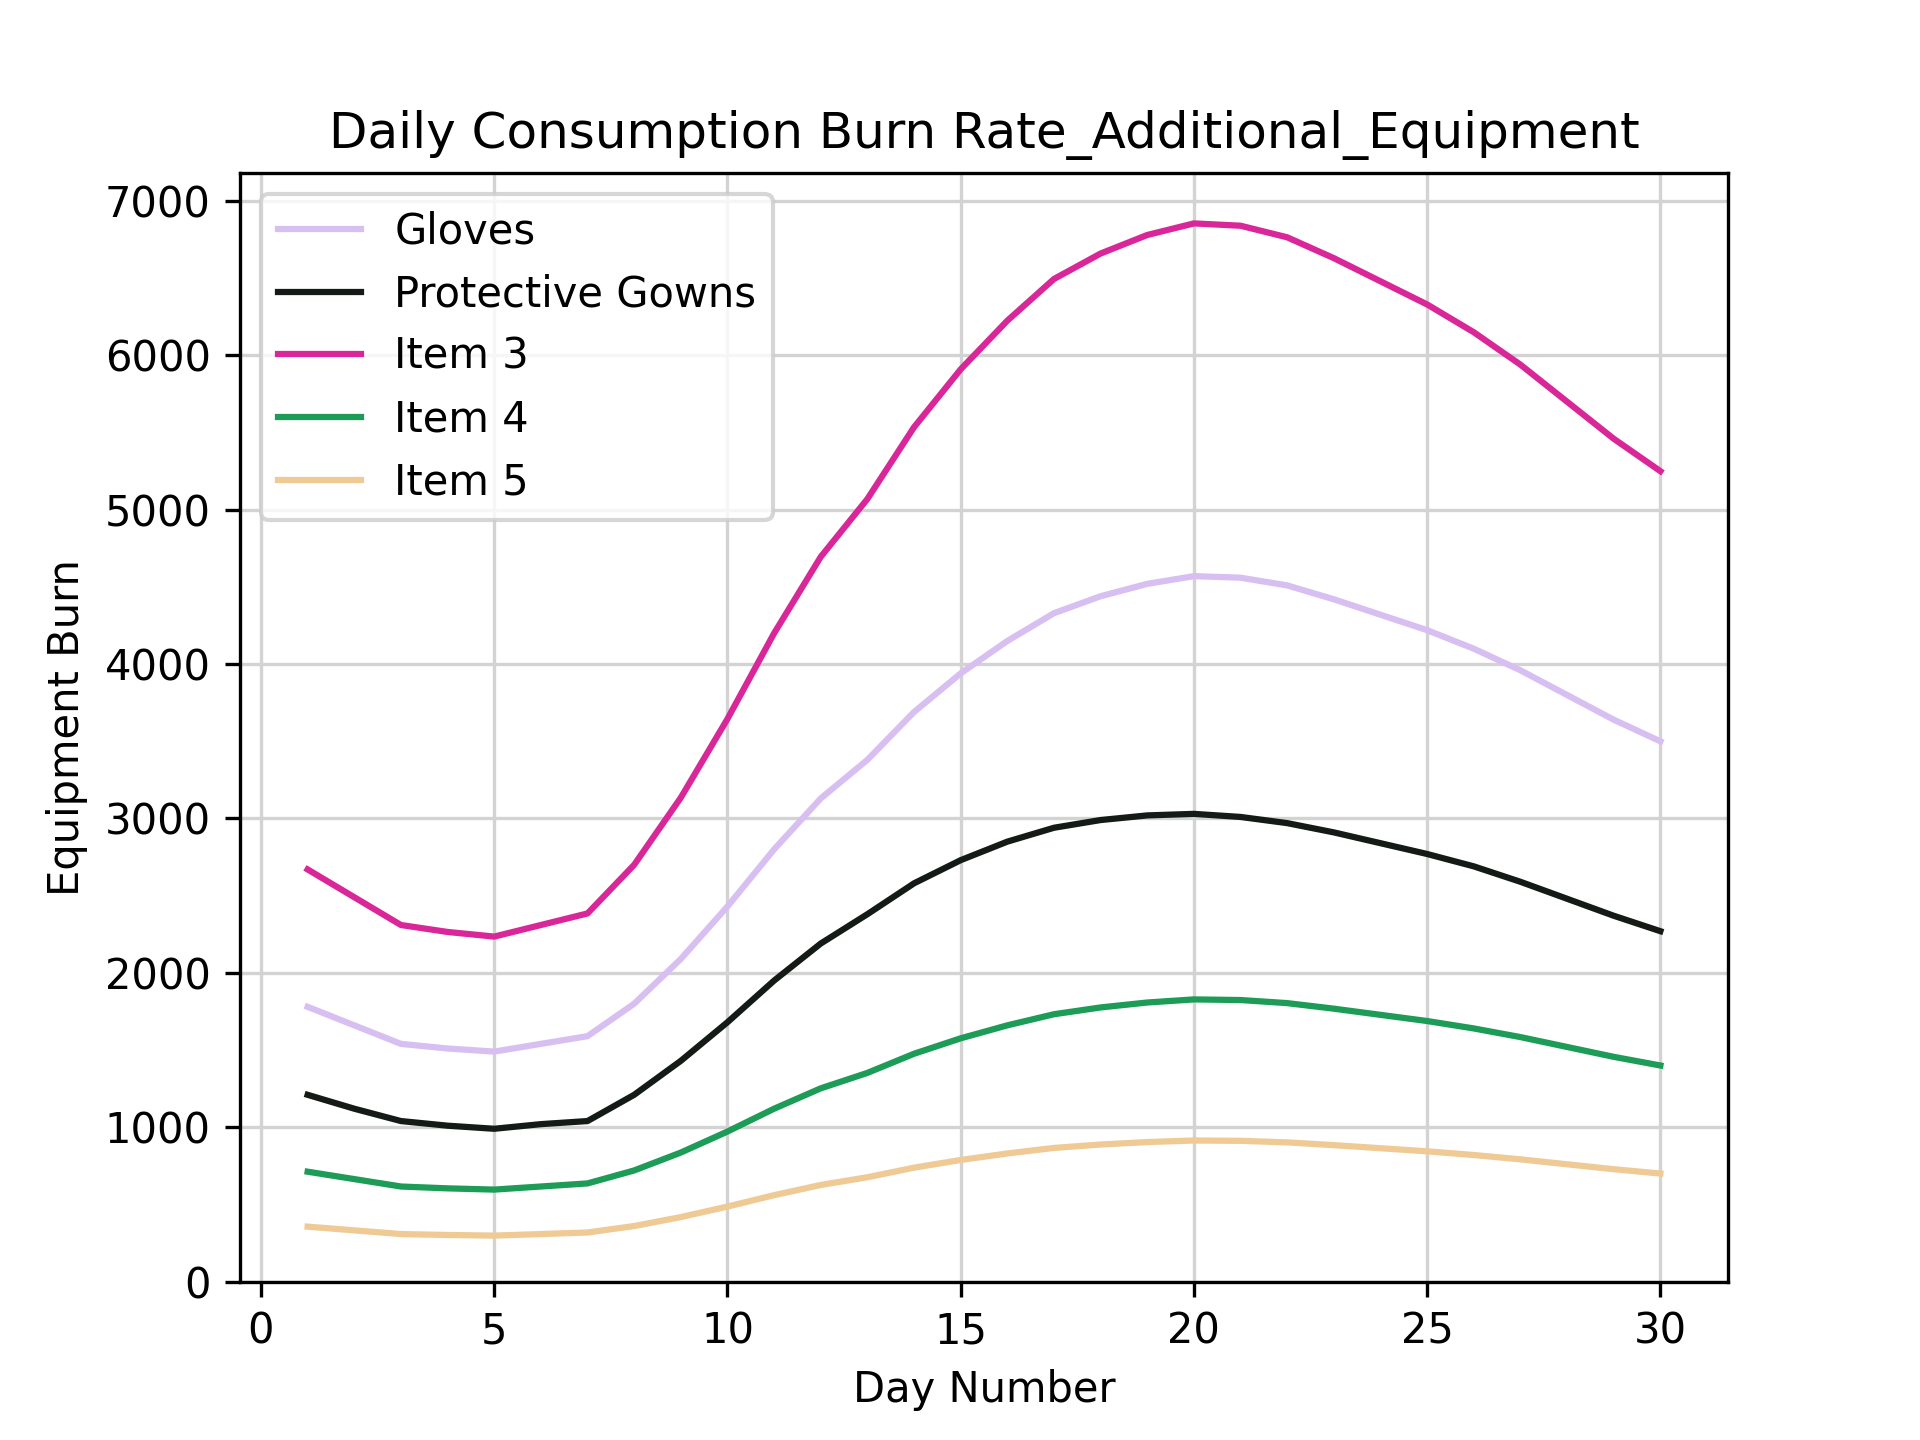 Daily Consumption Burn Rate_Additional_Equipment
7000
6000
5000
4000
3000
2000
1000
0
Equipment Burn
Gloves
Protective Gowns
Item 3
Item 4
Item 5
0 5 10 15 20 25 30
Day Number